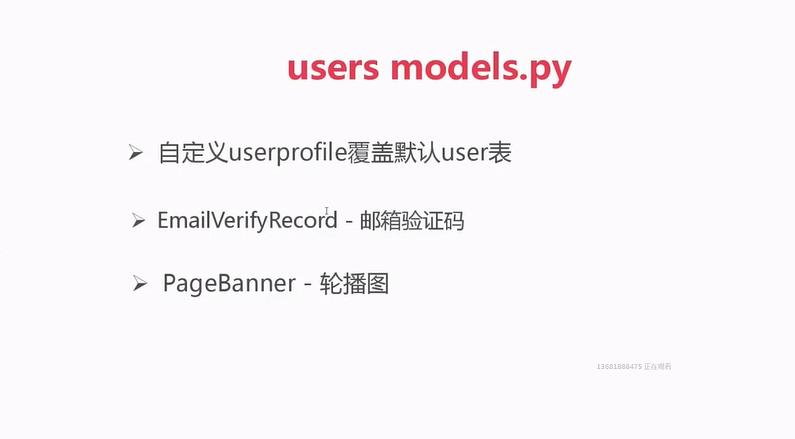 users models.py
自定义userprofile覆盖默认user表
EmailVerifyRecord - 邮箱验证码
PageBanner - 轮播图
13681888475 正在观看